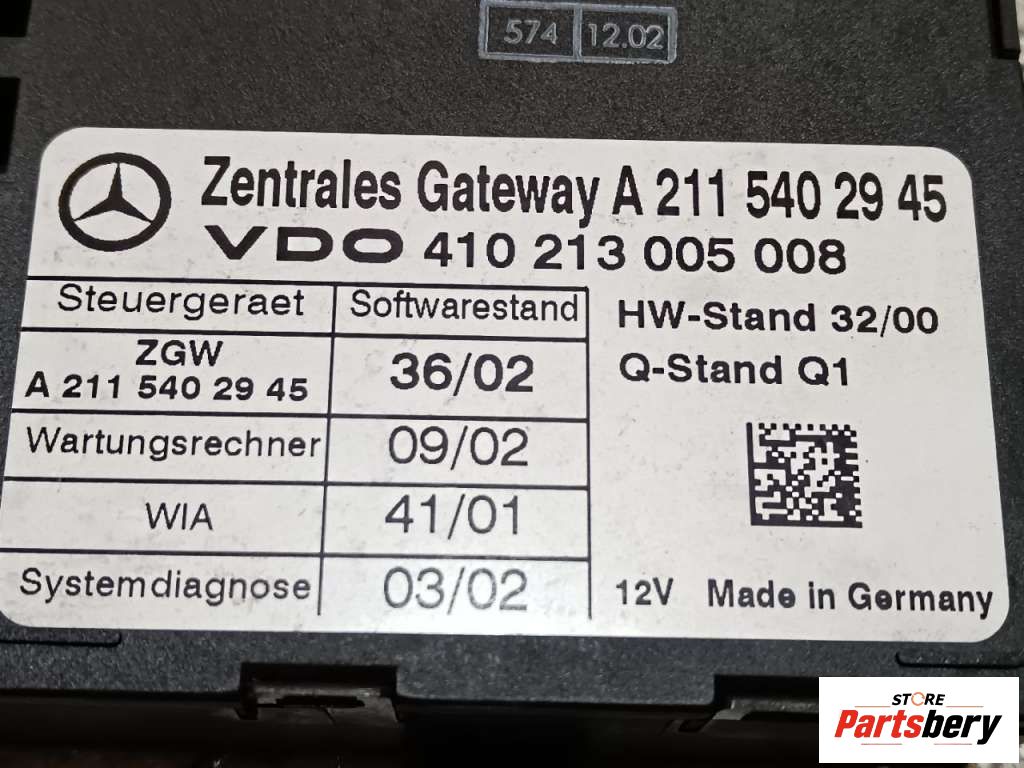 574 12.02
Zentrales Gateway A 211 540 29 45
VDO 410 213 005 008
Steuergeraet Softwarestand
HW-Stand 32/00
ZGW
A 211 540 29 45
36/02
Q-Stand Q1
Wartungsrechner 09/02
WIA 41/01
Systemdiagnose 03/02
12V Made in Germany
STORE
Partsbery